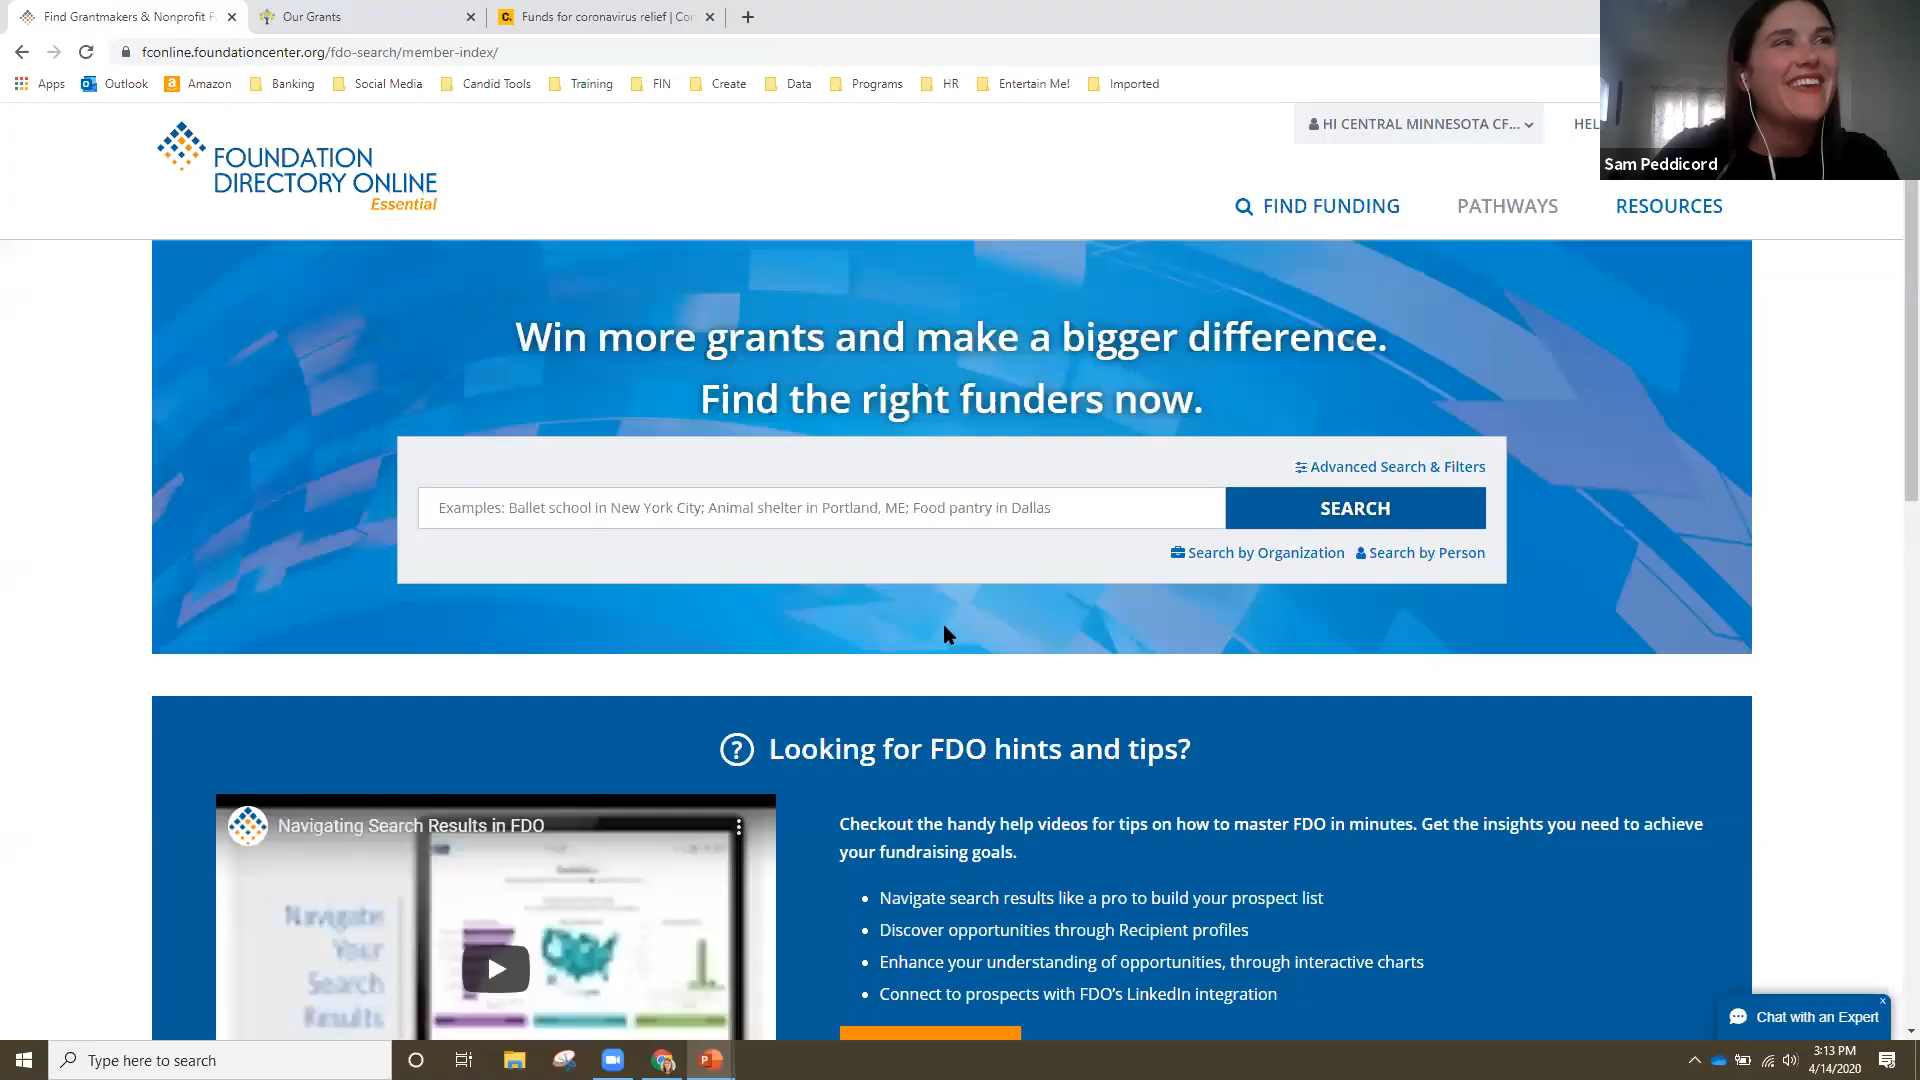 Find Grantmakers & Nonprofit F
Our Grants
Funds for coronavirus relief | Co
fconline.foundationcenter.org/fdo-search/member-index/
Apps
Outlook
Amazon
Banking
Social Media
Candid Tools
Training
FIN
Create
Data
Programs
HR
Entertain Me!
Imported
HI CENTRAL MINNESOTA CF...
HEL
Sam Peddicord
FOUNDATION
DIRECTORY ONLINE
Essential
FIND FUNDING
PATHWAYS
RESOURCES
Win more grants and make a bigger difference.
Find the right funders now.
Advanced Search & Filters
Examples: Ballet school in New York City; Animal shelter in Portland, ME; Food pantry in Dallas
SEARCH
Search by Organization
Search by Person
Looking for FDO hints and tips?
Navigating Search Results in FDO
Navigate
Your
Search
Results
Checkout the handy help videos for tips on how to master FDO in minutes. Get the insights you need to achieve
your fundraising goals.
• Navigate search results like a pro to build your prospect list
• Discover opportunities through Recipient profiles
• Enhance your understanding of opportunities, through interactive charts
• Connect to prospects with FDO's LinkedIn integration
Chat with an Expert
Type here to search
3:13 PM
4/14/2020